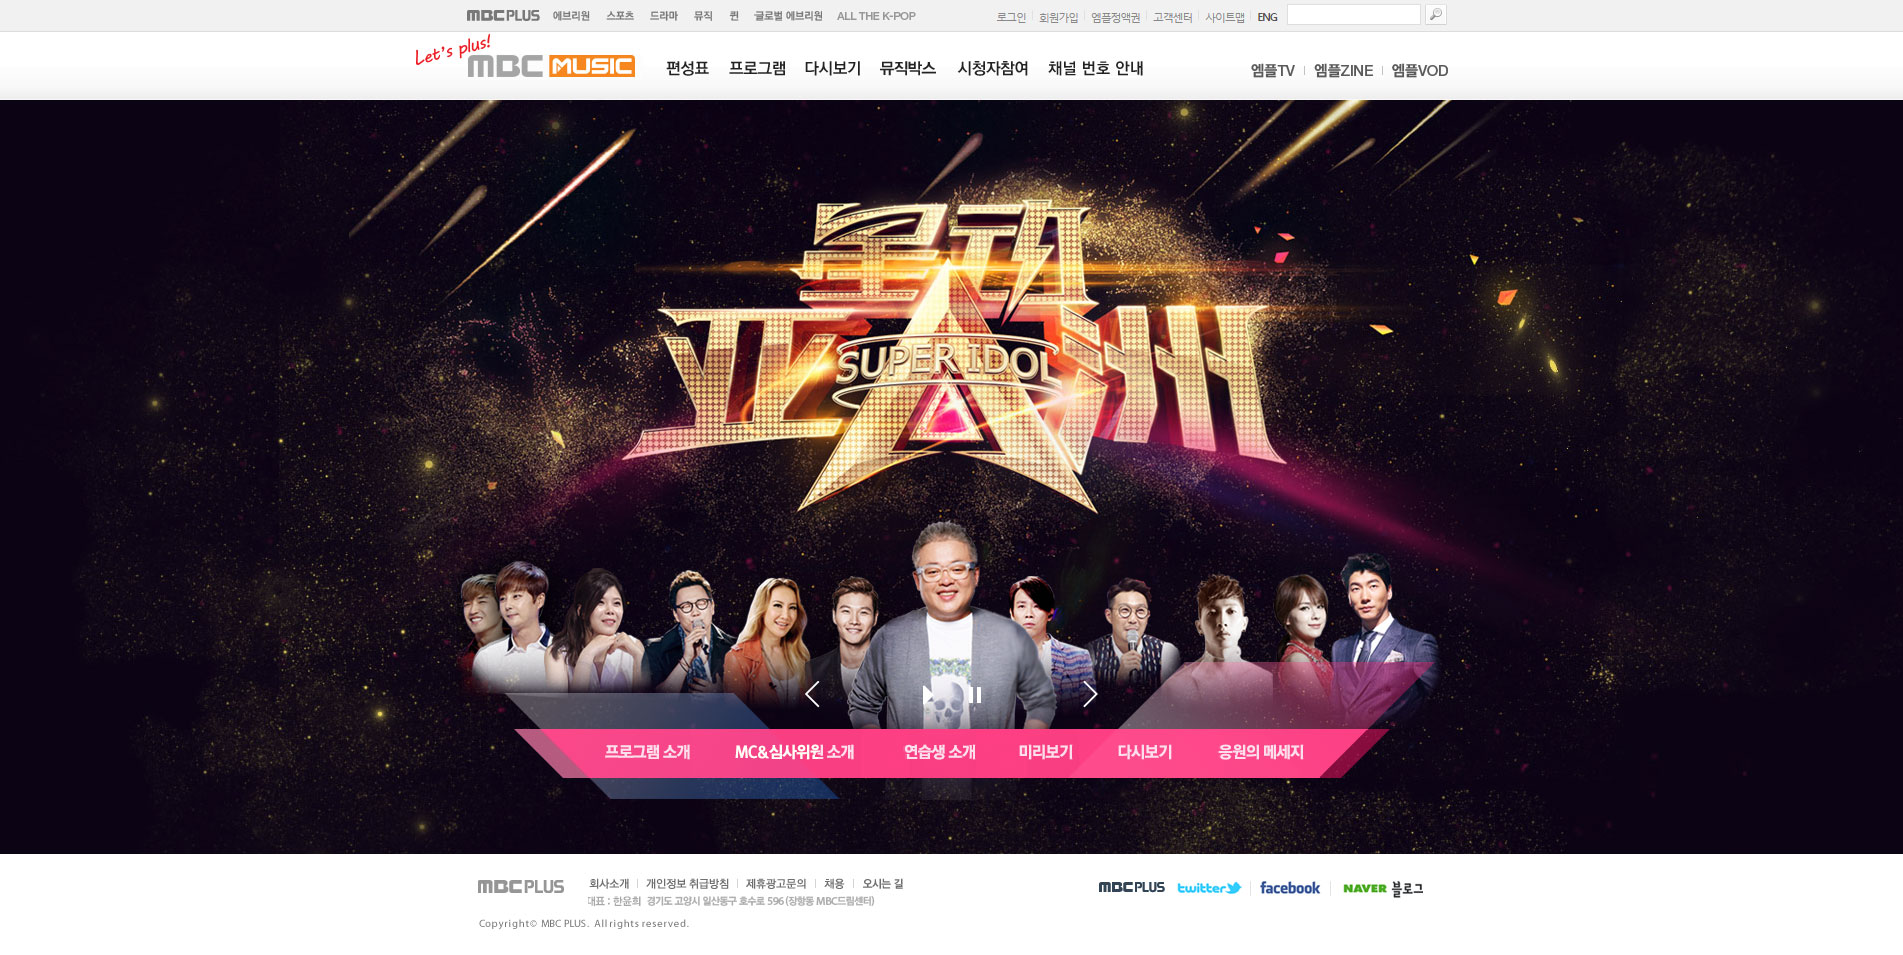 MBC PLUS 에브리원 스포츠 드라마 뮤직 퀸 글로벌 에브리원 ALL THE K-POP 로그인 회원가입 엠플정액권 고객센터 사이트맵 ENG
Let's plus!
MBC MUSIC 편성표 프로그램 다시보기 뮤직박스 시청자참여 채널 번호 안내 엠플TV 엠플ZINE 엠플VOD
星动
亚洲
SUPER IDOL
프로그램 소개 MC&심사위원 소개 연습생 소개 미리보기 다시보기 응원의 메세지
MBC PLUS 회사소개 개인정보 취급방침 제휴광고문의 채용 오시는 길 MBC PLUS twitter facebook NAVER 블로그
대표 : 한윤희 경기도 고양시 일산동구 호수로 596 (장항동 MBC드림센터)
Copyright© MBC PLUS. All rights reserved.